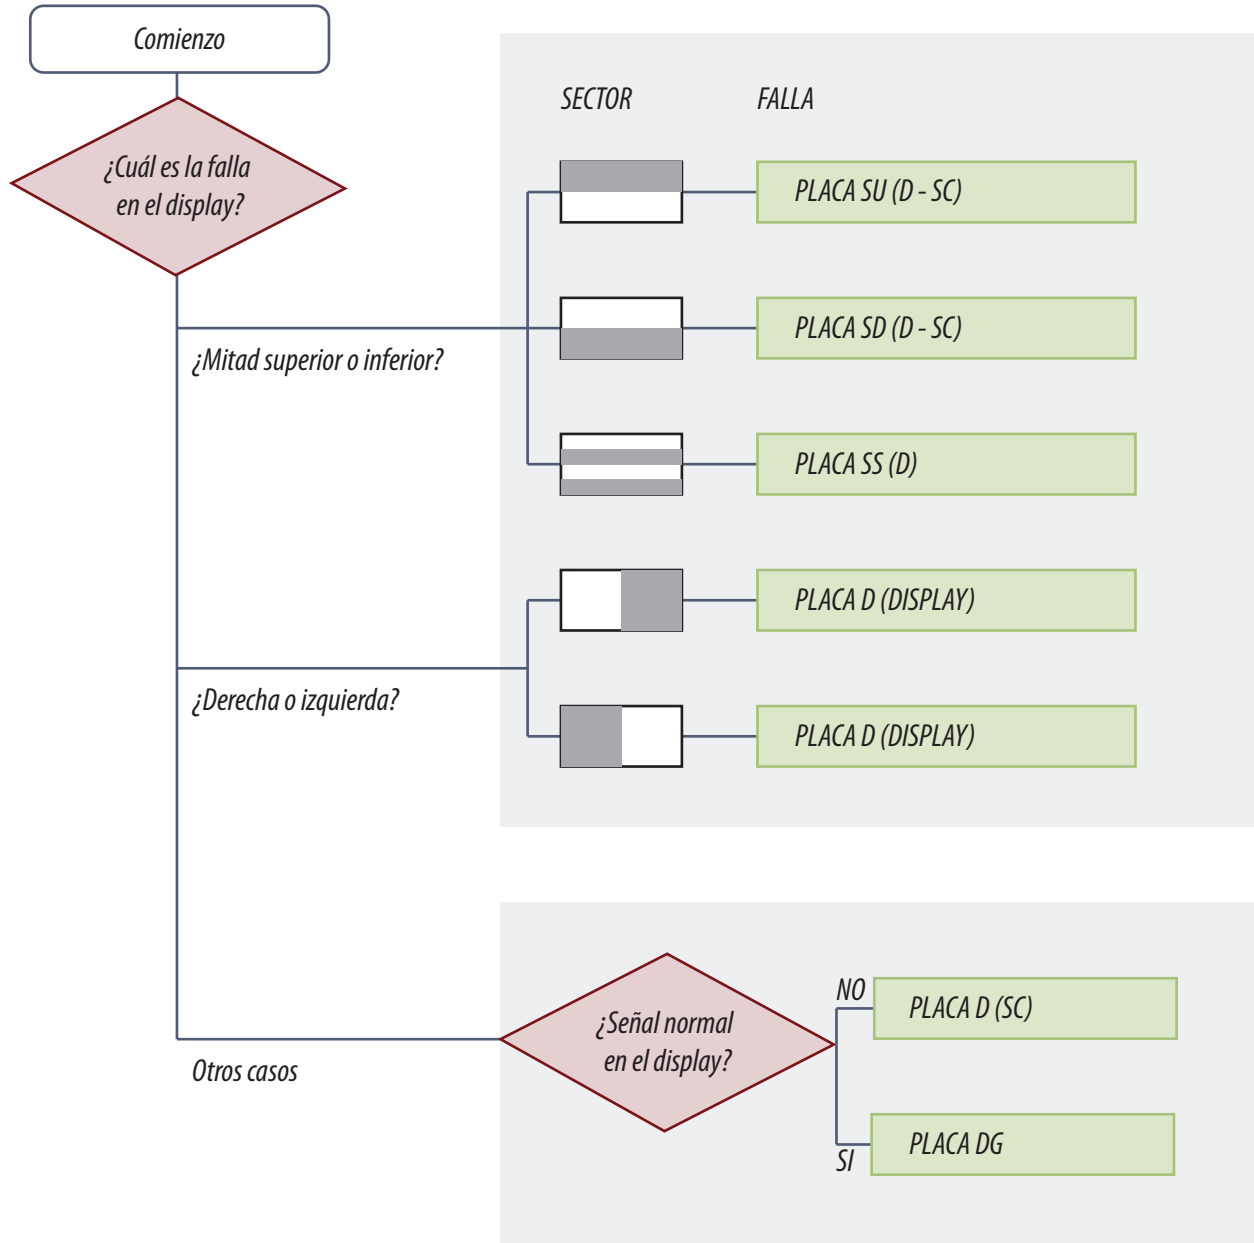 Comienzo
¿Cuál es la falla
en el display?
SECTOR
FALLA
PLACA SU (D - SC)
PLACA SD (D - SC)
¿Mitad superior o inferior?
PLACA SS (D)
PLACA D (DISPLAY)
¿Derecha o izquierda?
PLACA D (DISPLAY)
¿Señal normal
en el display?
NO
PLACA D (SC)
Otros casos
SI
PLACA DG